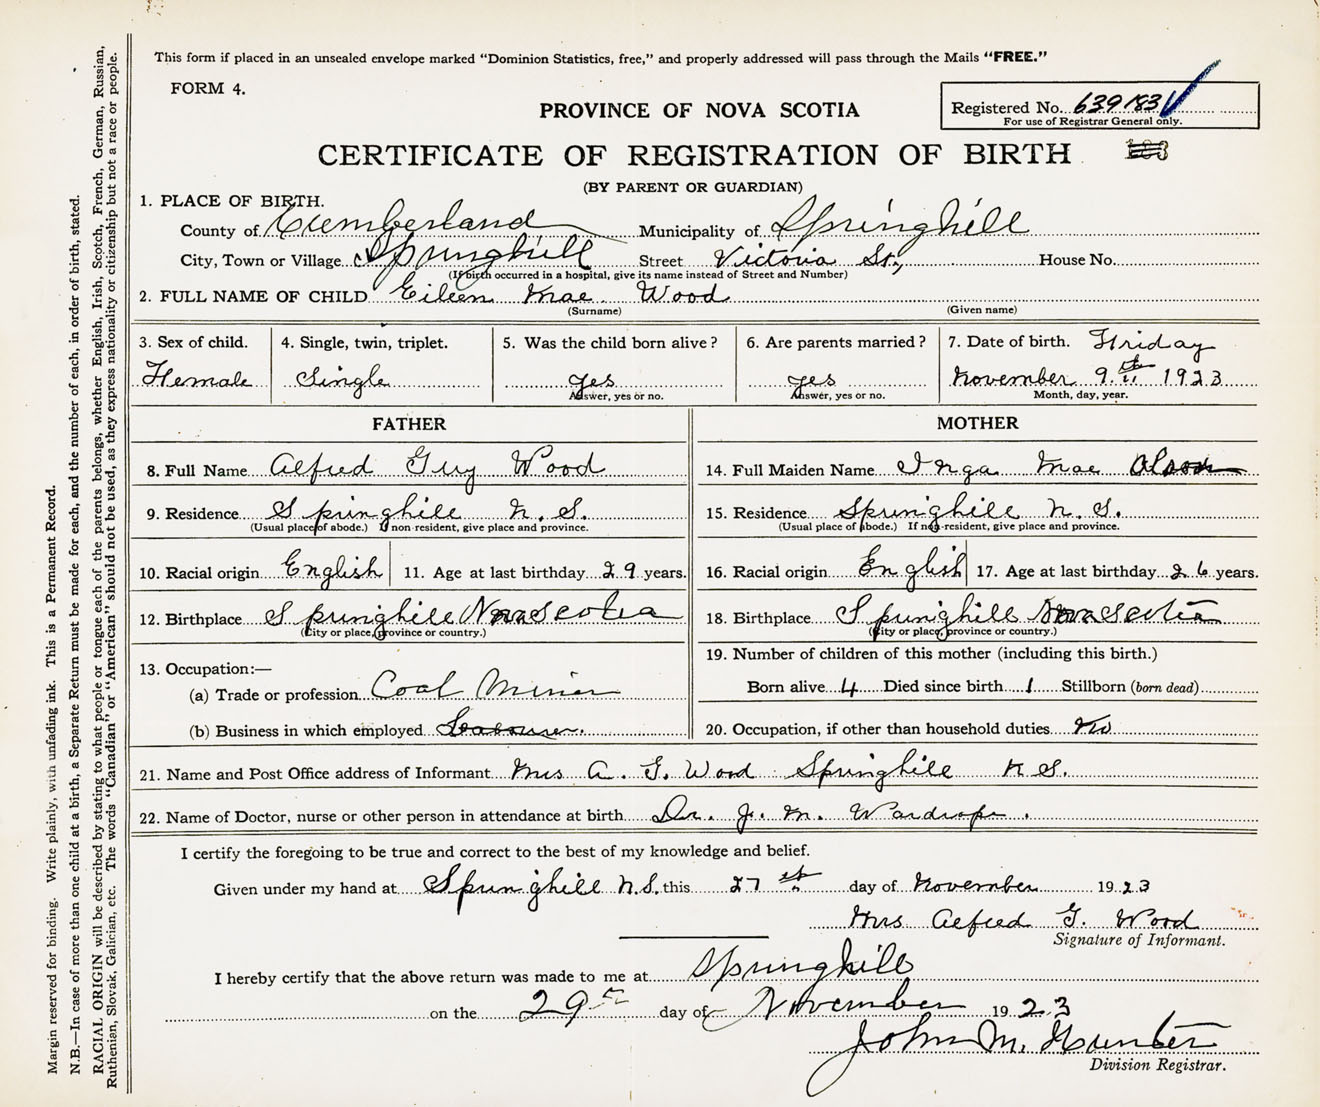 This form if placed in an unsealed envelope marked "Dominion Statistics, free," and properly addressed will pass through the Mails "FREE."
FORM 4.
Registered No. 639183
For use of Registrar General only.
PROVINCE OF NOVA SCOTIA
CERTIFICATE OF REGISTRATION OF BIRTH
(BY PARENT OR GUARDIAN)
1. PLACE OF BIRTH.
County of Cumberland Municipality of Springhill
City, Town or Village Springhill Street Victoria St., House No.
(If birth occurred in a hospital, give its name instead of Street and Number)
2. FULL NAME OF CHILD Eileen Mae Wood
(Surname) (Given name)
3. Sex of child. Female
4. Single, twin, triplet. Single
5. Was the child born alive? yes
Answer, yes or no.
6. Are parents married? yes
Answer, yes or no.
7. Date of birth. Friday
November 9th 1923
Month, day, year.
FATHER
8. Full Name Alfred Guy Wood
9. Residence Springhill N. S.
(Usual place of abode.) If non-resident, give place and province.
10. Racial origin English 11. Age at last birthday 29 years.
12. Birthplace Springhill Nova Scotia
(City or place, province or country.)
13. Occupation:—
(a) Trade or profession Coal Miner
(b) Business in which employed
MOTHER
14. Full Maiden Name Inga Mae Olson
15. Residence Springhill N. S.
(Usual place of abode.) If non-resident, give place and province.
16. Racial origin English 17. Age at last birthday 26 years.
18. Birthplace Springhill Nova Scotia
(City or place, province or country.)
19. Number of children of this mother (including this birth.)
Born alive 4 Died since birth 1 Stillborn (born dead)
20. Occupation, if other than household duties No
21. Name and Post Office address of Informant Mrs A. G. Wood Springhill N S.
22. Name of Doctor, nurse or other person in attendance at birth Dr. J. M. Wardrope.
I certify the foregoing to be true and correct to the best of my knowledge and belief.
Given under my hand at Springhill N.S. this 27th day of November 1923
Mrs Alfred G. Wood
Signature of Informant.
I hereby certify that the above return was made to me at Springhill
on the 29th day of November 1923
John M. Hunter
Division Registrar.
Margin reserved for binding. Write plainly, with unfading ink. This is a Permanent Record.
N.B.—In case of more than one child at a birth, a Separate Return must be made for each, and the number of each, in order of birth, stated.
RACIAL ORIGIN will be described by stating to what people or tongue each of the parents belongs, whether English, Irish, Scotch, French, German, Russian,
Ruthenian, Slovak, Galician, etc. The words "Canadian" or "American" should not be used, as they express nationality or citizenship but not a race or people.